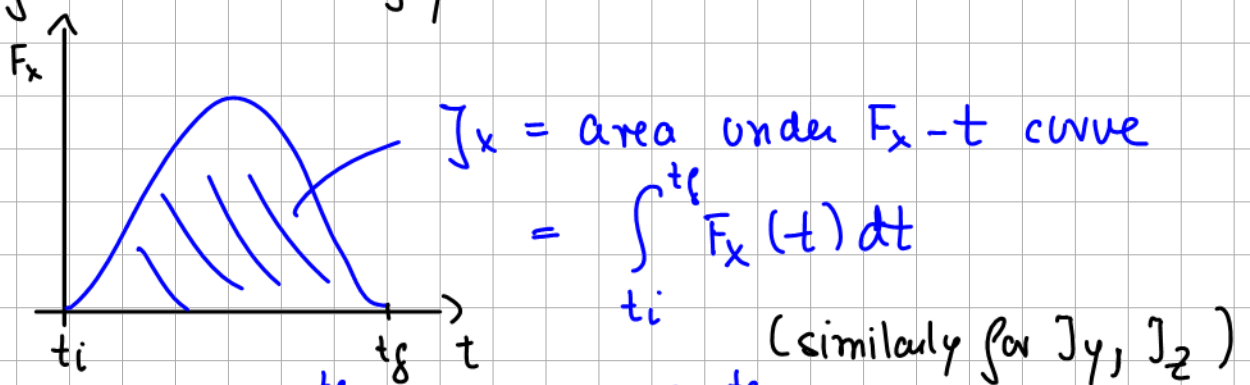 Fx
Jx = area under Fx-t curve
= ∫ti^tf Fx(t) dt
ti tf t
(similarly for Jy, Jz)